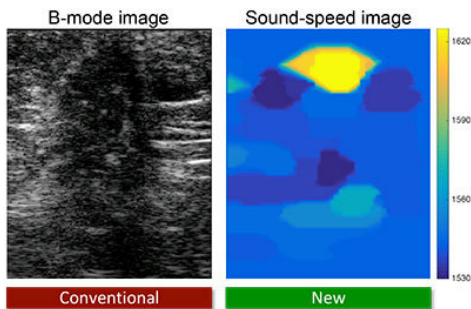 B-mode image
Sound-speed image
1620
1590
1560
1530
Conventional
New